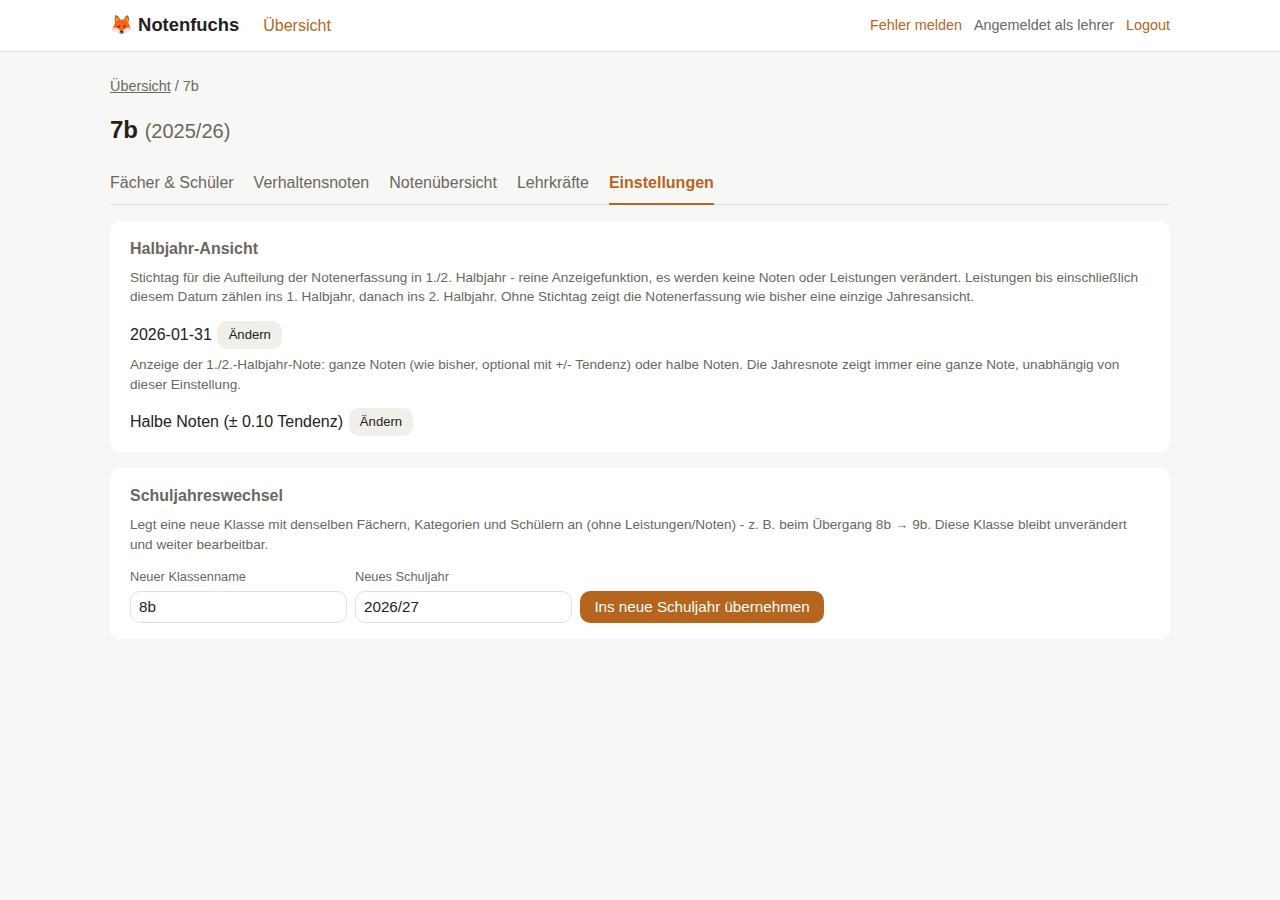 🦊 Notenfuchs Übersicht Fehler melden Angemeldet als lehrer Logout
Übersicht / 7b
7b (2025/26)
Fächer & Schüler Verhaltensnoten Notenübersicht Lehrkräfte Einstellungen
Halbjahr-Ansicht
Stichtag für die Aufteilung der Notenerfassung in 1./2. Halbjahr - reine Anzeigefunktion, es werden keine Noten oder Leistungen verändert. Leistungen bis einschließlich
diesem Datum zählen ins 1. Halbjahr, danach ins 2. Halbjahr. Ohne Stichtag zeigt die Notenerfassung wie bisher eine einzige Jahresansicht.
2026-01-31 Ändern
Anzeige der 1./2.-Halbjahr-Note: ganze Noten (wie bisher, optional mit +/- Tendenz) oder halbe Noten. Die Jahresnote zeigt immer eine ganze Note, unabhängig von
dieser Einstellung.
Halbe Noten (± 0.10 Tendenz) Ändern
Schuljahreswechsel
Legt eine neue Klasse mit denselben Fächern, Kategorien und Schülern an (ohne Leistungen/Noten) - z. B. beim Übergang 8b → 9b. Diese Klasse bleibt unverändert
und weiter bearbeitbar.
Neuer Klassenname Neues Schuljahr
8b 2026/27 Ins neue Schuljahr übernehmen